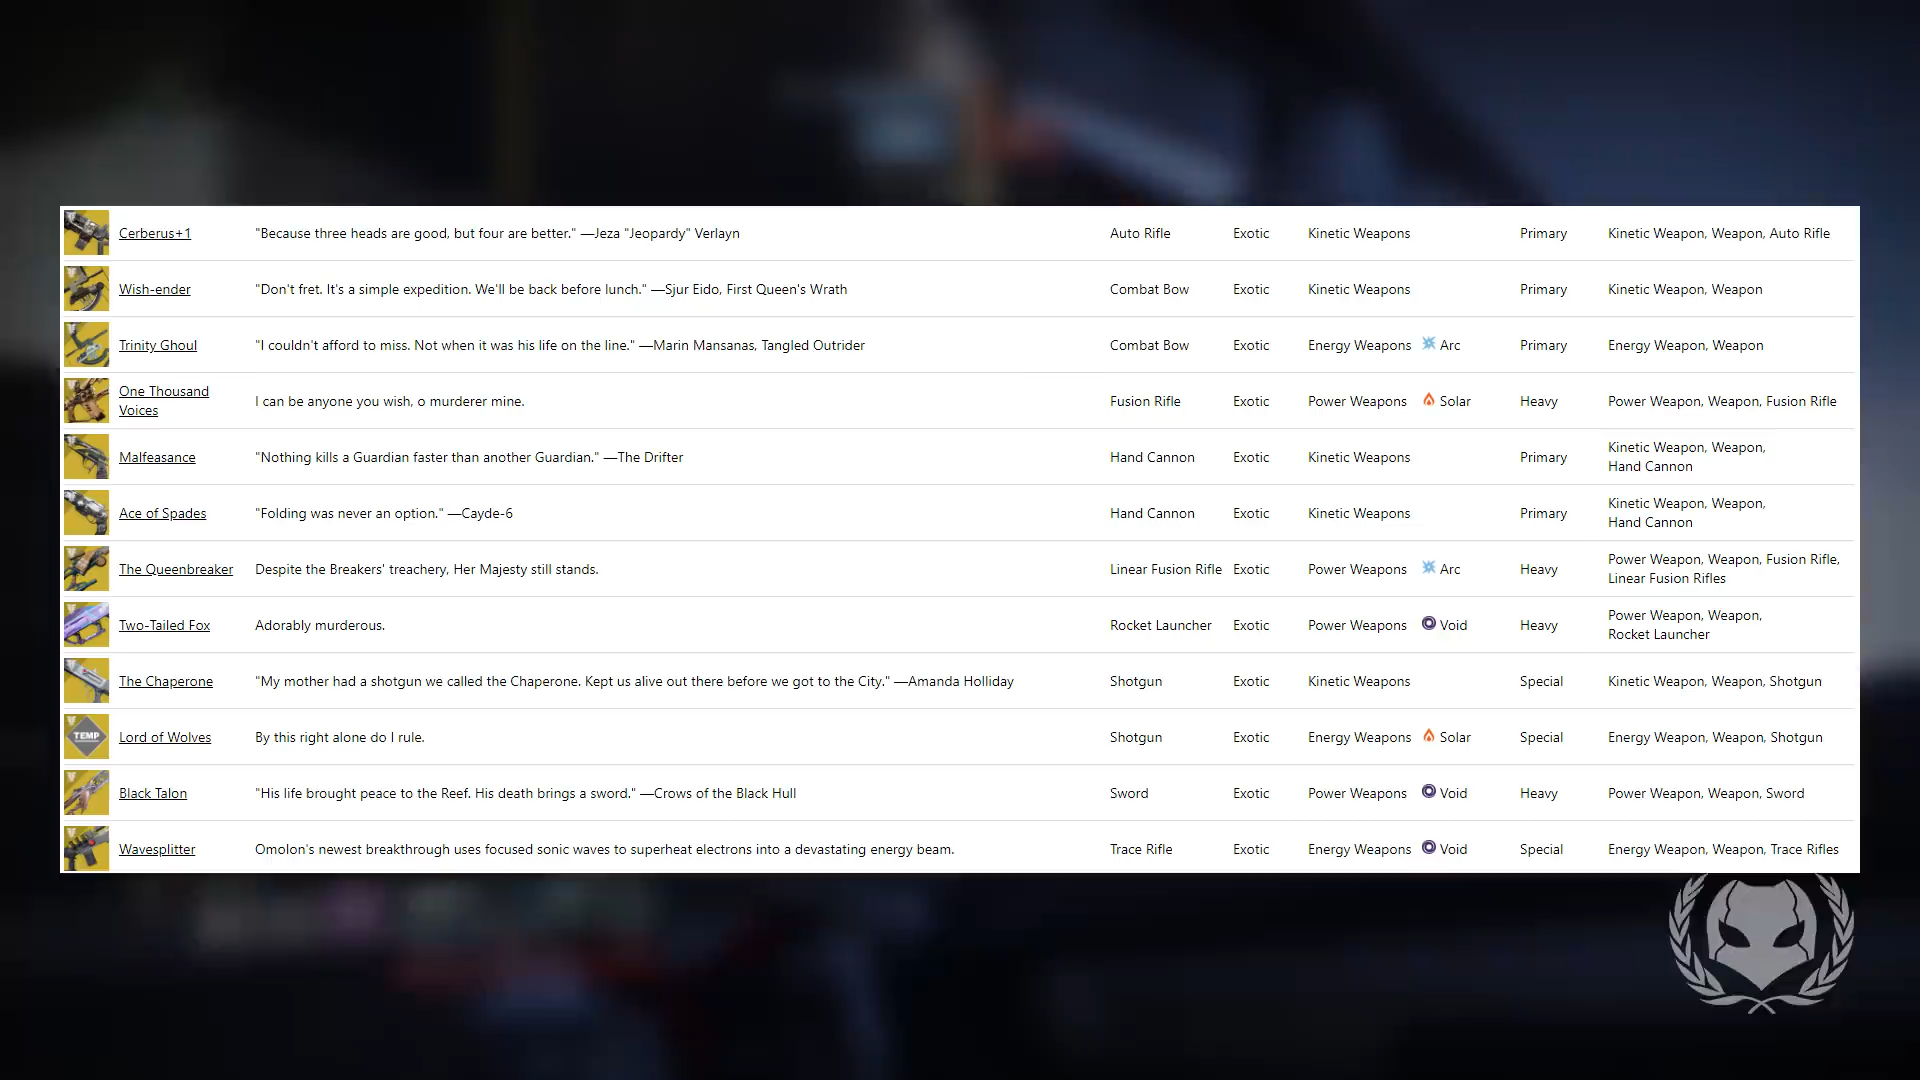 Cerberus+1 "Because three heads are good, but four are better." —Jeza "Jeopardy" Verlayn Auto Rifle Exotic Kinetic Weapons Primary Kinetic Weapon, Weapon, Auto Rifle
Wish-ender "Don't fret. It's a simple expedition. We'll be back before lunch." —Sjur Eido, First Queen's Wrath Combat Bow Exotic Kinetic Weapons Primary Kinetic Weapon, Weapon
Trinity Ghoul "I couldn't afford to miss. Not when it was his life on the line." —Marin Mansanas, Tangled Outrider Combat Bow Exotic Energy Weapons Arc Primary Energy Weapon, Weapon
One Thousand
Voices I can be anyone you wish, o murderer mine. Fusion Rifle Exotic Power Weapons Solar Heavy Power Weapon, Weapon, Fusion Rifle
Malfeasance "Nothing kills a Guardian faster than another Guardian." —The Drifter Hand Cannon Exotic Kinetic Weapons Primary Kinetic Weapon, Weapon,
Hand Cannon
Ace of Spades "Folding was never an option." —Cayde-6 Hand Cannon Exotic Kinetic Weapons Primary Kinetic Weapon, Weapon,
Hand Cannon
The Queenbreaker Despite the Breakers' treachery, Her Majesty still stands. Linear Fusion Rifle Exotic Power Weapons Arc Heavy Power Weapon, Weapon, Fusion Rifle,
Linear Fusion Rifles
Two-Tailed Fox Adorably murderous. Rocket Launcher Exotic Power Weapons Void Heavy Power Weapon, Weapon,
Rocket Launcher
The Chaperone "My mother had a shotgun we called the Chaperone. Kept us alive out there before we got to the City." —Amanda Holliday Shotgun Exotic Kinetic Weapons Special Kinetic Weapon, Weapon, Shotgun
TEMP Lord of Wolves By this right alone do I rule. Shotgun Exotic Energy Weapons Solar Special Energy Weapon, Weapon, Shotgun
Black Talon "His life brought peace to the Reef. His death brings a sword." —Crows of the Black Hull Sword Exotic Power Weapons Void Heavy Power Weapon, Weapon, Sword
Wavesplitter Omolon's newest breakthrough uses focused sonic waves to superheat electrons into a devastating energy beam. Trace Rifle Exotic Energy Weapons Void Special Energy Weapon, Weapon, Trace Rifles